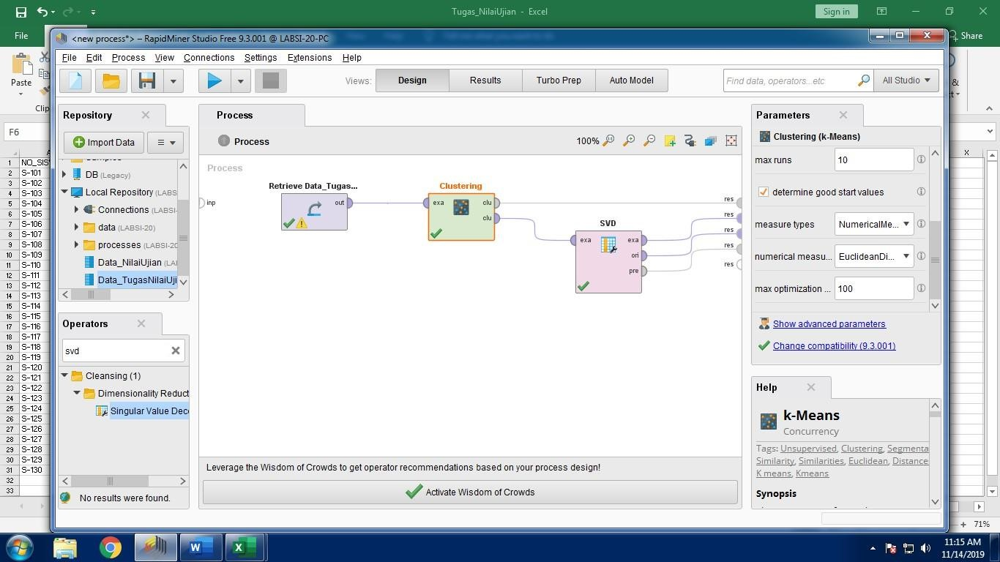 Tugas_NilaiUjian - Excel
Sign in
File
Share
<new process*> – RapidMiner Studio Free 9.3.001 @ LABSI-20-PC
File Edit Process View Connections Settings Extensions Help
Views:
Design
Results
Turbo Prep
Auto Model
Find data, operators...etc
All Studio
Paste
Clip
F6
Repository
Import Data
DB (Legacy)
Local Repository (LABS
Connections (LABSI-
data (LABSI-20)
processes (LABSI-20)
Data_NilaiUjian (LA
Data_TugasNilaiUji
Operators
svd
Cleansing (1)
Dimensionality Reduct
Singular Value Dec
No results were found.
Process
Process
100%
Process
inp
Retrieve Data_Tugas...
out
Clustering
exa
clu
clu
SVD
exa
exa
ori
pre
res
res
res
res
res
Leverage the Wisdom of Crowds to get operator recommendations based on your process design!
Activate Wisdom of Crowds
Parameters
Clustering (k-Means)
max runs
10
determine good start values
measure types
NumericalMe...
numerical measu...
EuclideanDi...
max optimization ...
100
Show advanced parameters
Change compatibility (9.3.001)
Help
k-Means
Concurrency
Tags: Unsupervised, Clustering, Segmenta
Similarity, Similarities, Euclidean, Distance
K means, Kmeans
Synopsis
A
X
1 NO_SIS
2 S-101
3 S-102
4 S-103
5 S-104
6 S-105
7 S-106
8 S-107
9 S-108
10 S-109
11 S-110
12 S-111
13 S-112
14 S-113
15 S-114
16 S-115
17 S-116
18 S-117
19 S-118
20 S-119
21 S-120
22 S-121
23 S-122
24 S-123
25 S-124
26 S-125
27 S-126
28 S-127
29 S-128
30 S-129
31 S-130
32
33
71%
11:15 AM
11/14/2019